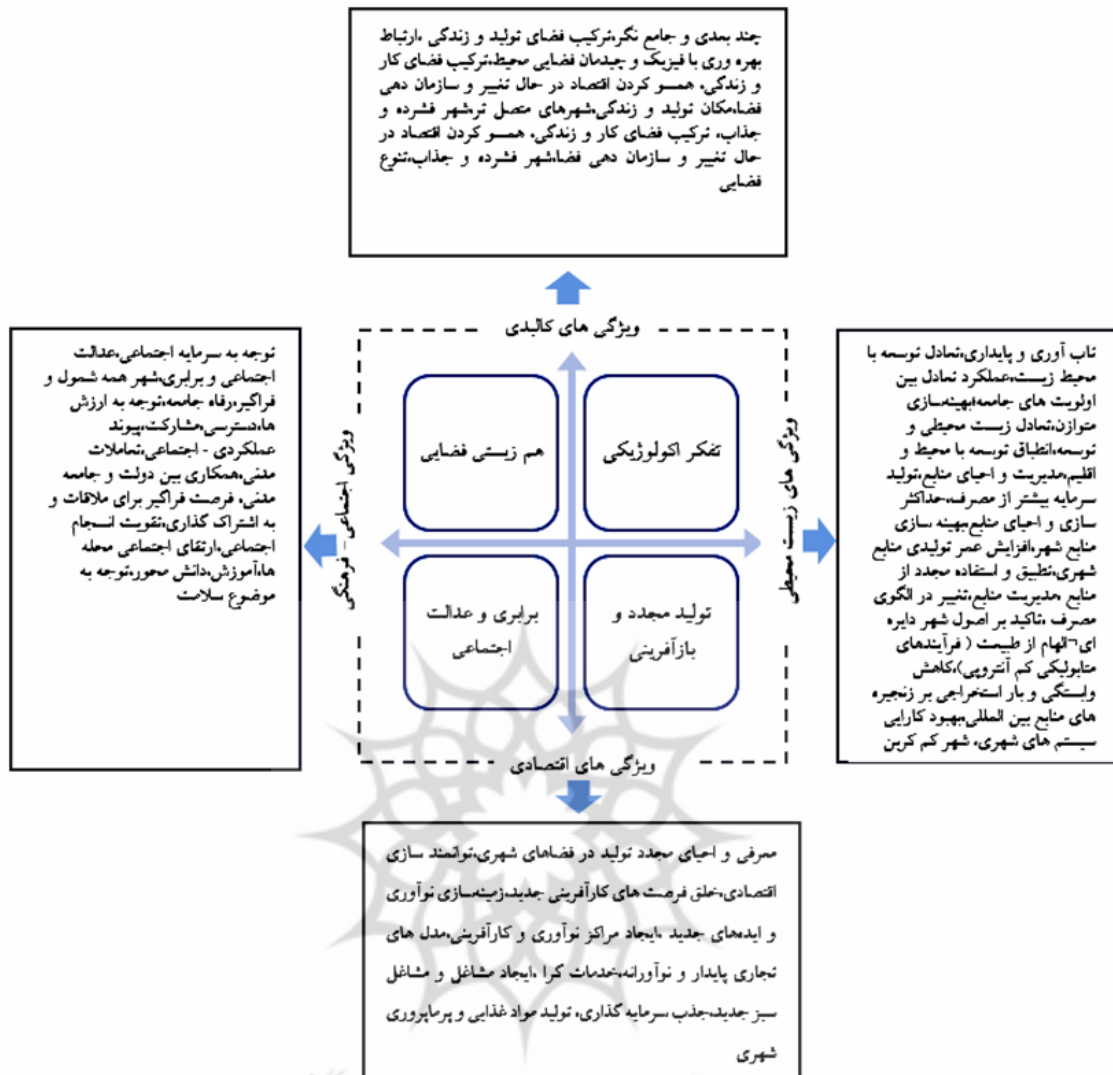 چند بعدی و جامع نگر،ترکیب فضای تولید و زندگی ،ارتباط
بهره وری با فیزیک و چیدمان فضایی محیط،ترکیب فضای کار
و زندگی، همسو کردن اقتصاد در حال تغییر و سازمان دهی
فضا،مکان تولید و زندگی،شهرهای متصل تر،شهر فشرده و
جذاب، ترکیب فضای کار و زندگی، همسو کردن اقتصاد در
حال تغییر و سازمان دهی فضا،شهر فشرده و جذاب،تنوع
فضایی
ویژگی های کالبدی
تاب آوری و پایداری،تعادل توسعه با
محیط زیست،عملکرد تعادل بین
اولویت های جامعه،بهینه‌سازی
متوازن،تعادل زیست محیطی و
توسعه،انطباق توسعه با محیط و
اقلیم،مدیریت و احیای منابع،تولید
سرمایه بیشتر از مصرف،حداکثر
سازی و احیای منابع،بهینه سازی
منابع شهر،افزایش عمر تولیدی منابع
شهری،تطبیق و استفاده مجدد از
منابع ،مدیریت منابع،تغییر در الگوی
مصرف ،تاکید بر اصول شهر دایره
ای¬الهام از طبیعت ( فرآیندهای
متابولیکی کم آنتروپی)،کاهش
وابستگی و بار استخراجی بر زنجیره
های منابع بین المللی،بهبود کارایی
سیستم های شهری، شهر کم کربن
ویژگی های زیست محیطی
تفکر اکولوژیکی
هم زیستی فضایی
تولید مجدد و
بازآفرینی
برابری و عدالت
اجتماعی
ویژگی اجتماعی - فرهنگی
توجه به سرمایه اجتماعی،عدالت
اجتماعی و برابری،شهر همه شمول و
فراگیر،رفاه جامعه،توجه به ارزش
ها،دسترسی،مشارکت،پیوند
عملکردی - اجتماعی،تعاملات
مدنی،همکاری بین دولت و جامعه
مدنی، فرصت فراگیر برای ملاقات و
به اشتراک گذاری،تقویت انسجام
اجتماعی،ارتقای اجتماعی محله
ها،آموزش،دانش محور،توجه به
موضوع سلامت
ویژگی های اقتصادی
معرفی و احیای مجدد تولید در فضاهای شهری،توانمند سازی
اقتصادی،خلق فرصت های کارآفرینی جدید،زمینه‌سازی نوآوری
و ایده‌های جدید ،ایجاد مراکز نوآوری و کارآفرینی،مدل های
تجاری پایدار و نوآورانه،خدمات کرا ،ایجاد مشاغل و مشاغل
سبز جدید،جذب سرمایه گذاری، تولید مواد غذایی و پرماپروری
شهری